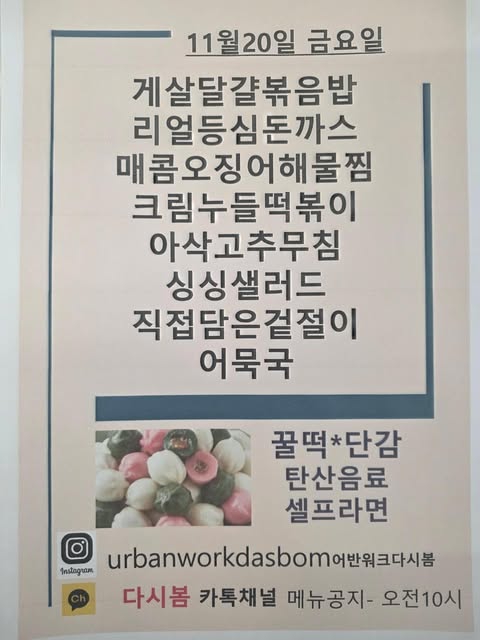 11월20일 금요일
게살달걀볶음밥
리얼등심돈까스
매콤오징어해물찜
크림누들떡볶이
아삭고추무침
싱싱샐러드
직접담은겉절이
어묵국
꿀떡*단감
탄산음료
셀프라면
Instagram
urbanworkdasbom어반워크다시봄
Ch
다시봄 카톡채널 메뉴공지- 오전10시